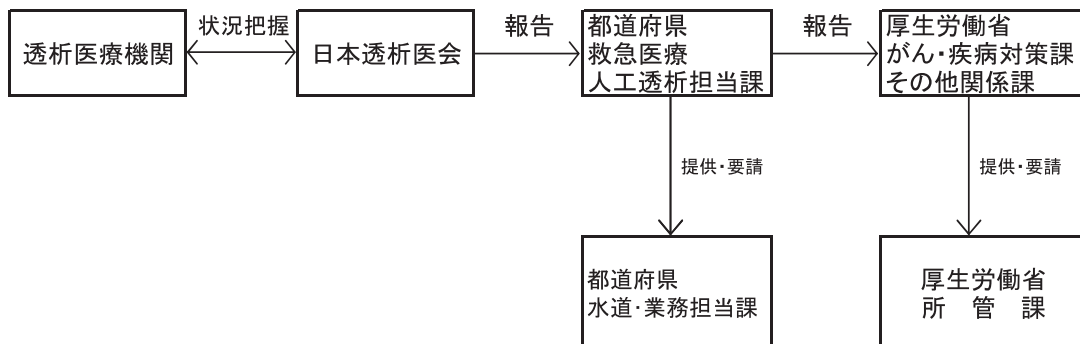 透析医療機関
状況把握
日本透析医会
報告
都道府県
救急医療
人工透析担当課
報告
厚生労働省
がん・疾病対策課
その他関係課
提供・要請
提供・要請
都道府県
水道・業務担当課
厚生労働省
所　管　課